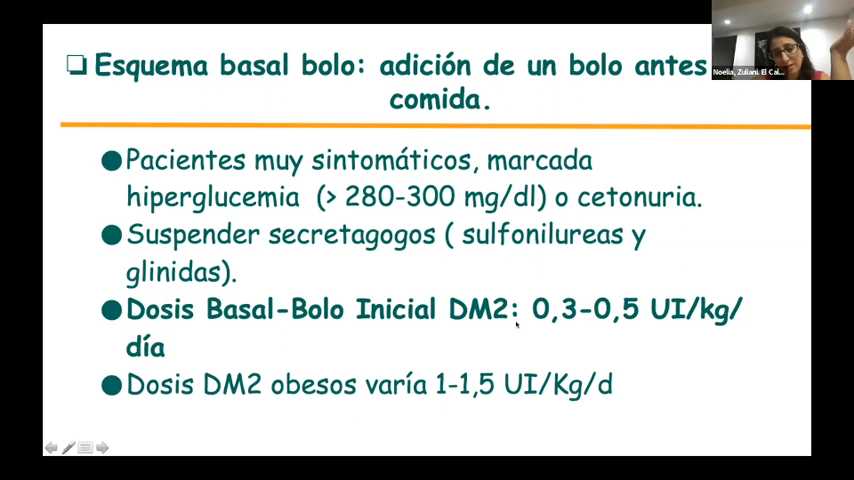 Esquema basal bolo: adición de un bolo antes
comida.
Noelia, Zuliani. El Cal...
Pacientes muy sintomáticos, marcada
hiperglucemia (> 280-300 mg/dl) o cetonuria.
Suspender secretagogos ( sulfonilureas y
glinidas).
Dosis Basal-Bolo Inicial DM2: 0,3-0,5 UI/kg/
día
Dosis DM2 obesos varía 1-1,5 UI/Kg/d